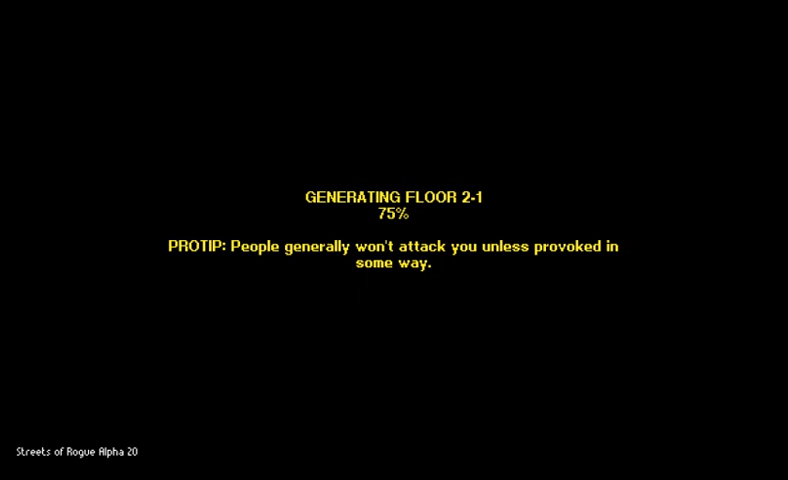 GENERATING FLOOR 2-1
75%
PROTIP: People generally won't attack you unless provoked in
some way.
Streets of Rogue Alpha 20